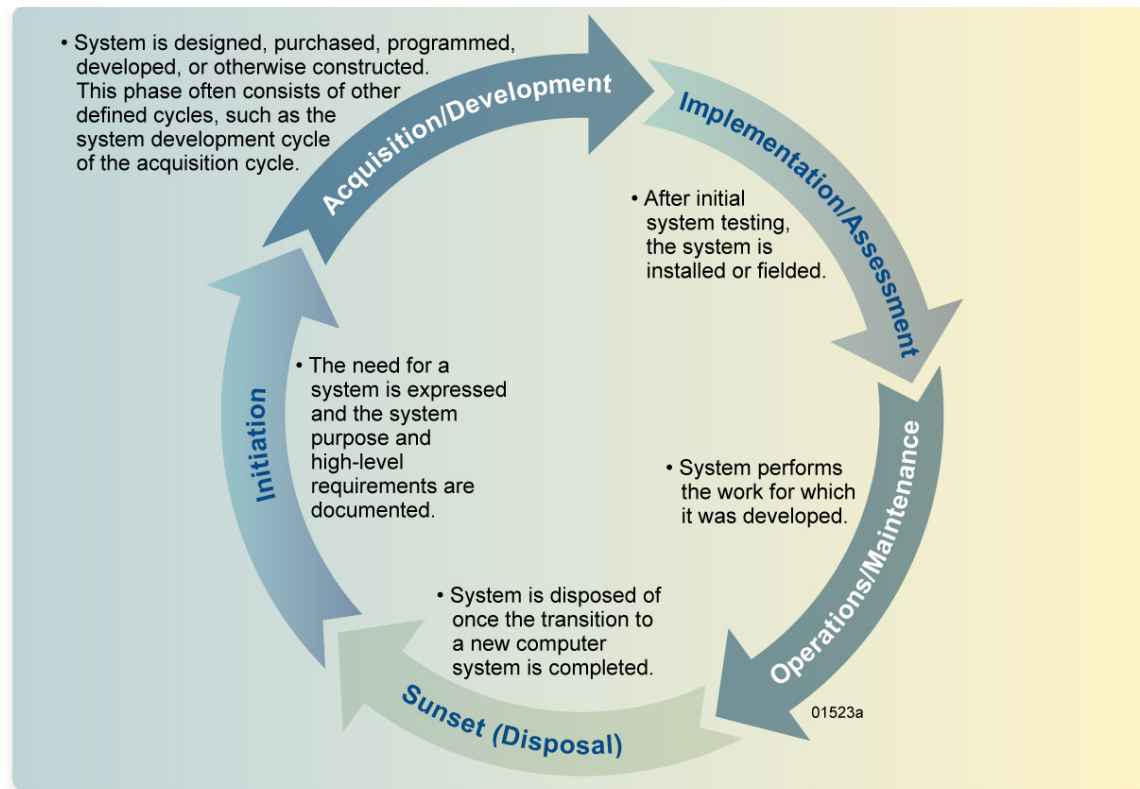 • System is designed, purchased, programmed,
developed, or otherwise constructed.
This phase often consists of other
defined cycles, such as the
system development cycle
of the acquisition cycle.
Acquisition/Development
Implementation/Assessment
• After initial
system testing,
the system is
installed or fielded.
Initiation
• The need for a
system is expressed
and the system
purpose and
high-level
requirements are
documented.
• System performs
the work for which
it was developed.
Operations/Maintenance
• System is disposed of
once the transition to
a new computer
system is completed.
Sunset (Disposal)
01523a